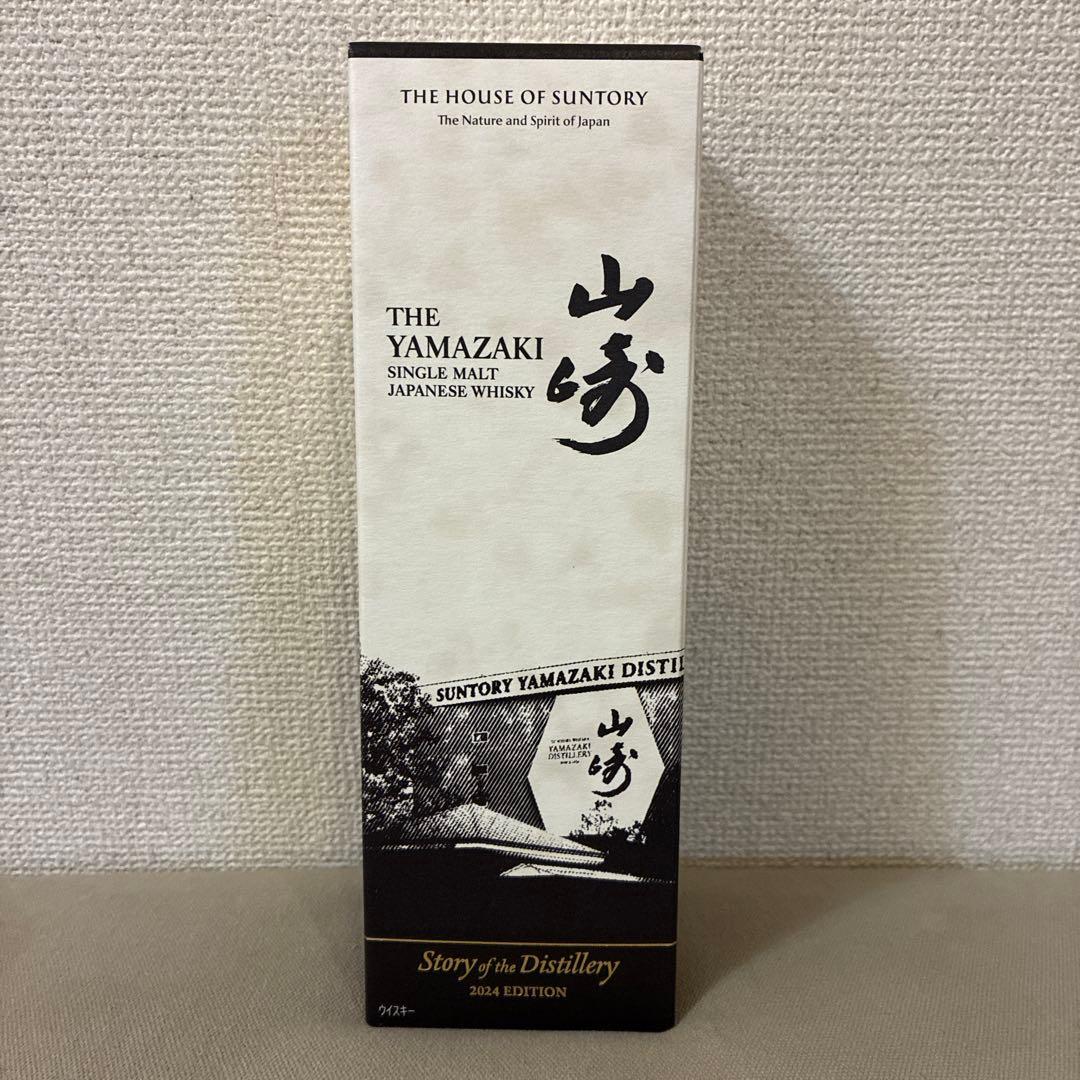 THE HOUSE OF SUNTORY
The Nature and Spirit of Japan
THE
YAMAZAKI
SINGLE MALT
JAPANESE WHISKY
山崎
SUNTORY YAMAZAKI DISTIL
YAMAZAKI
DISTILLERY
山崎
Story of the Distillery
2024 EDITION
ウイスキー